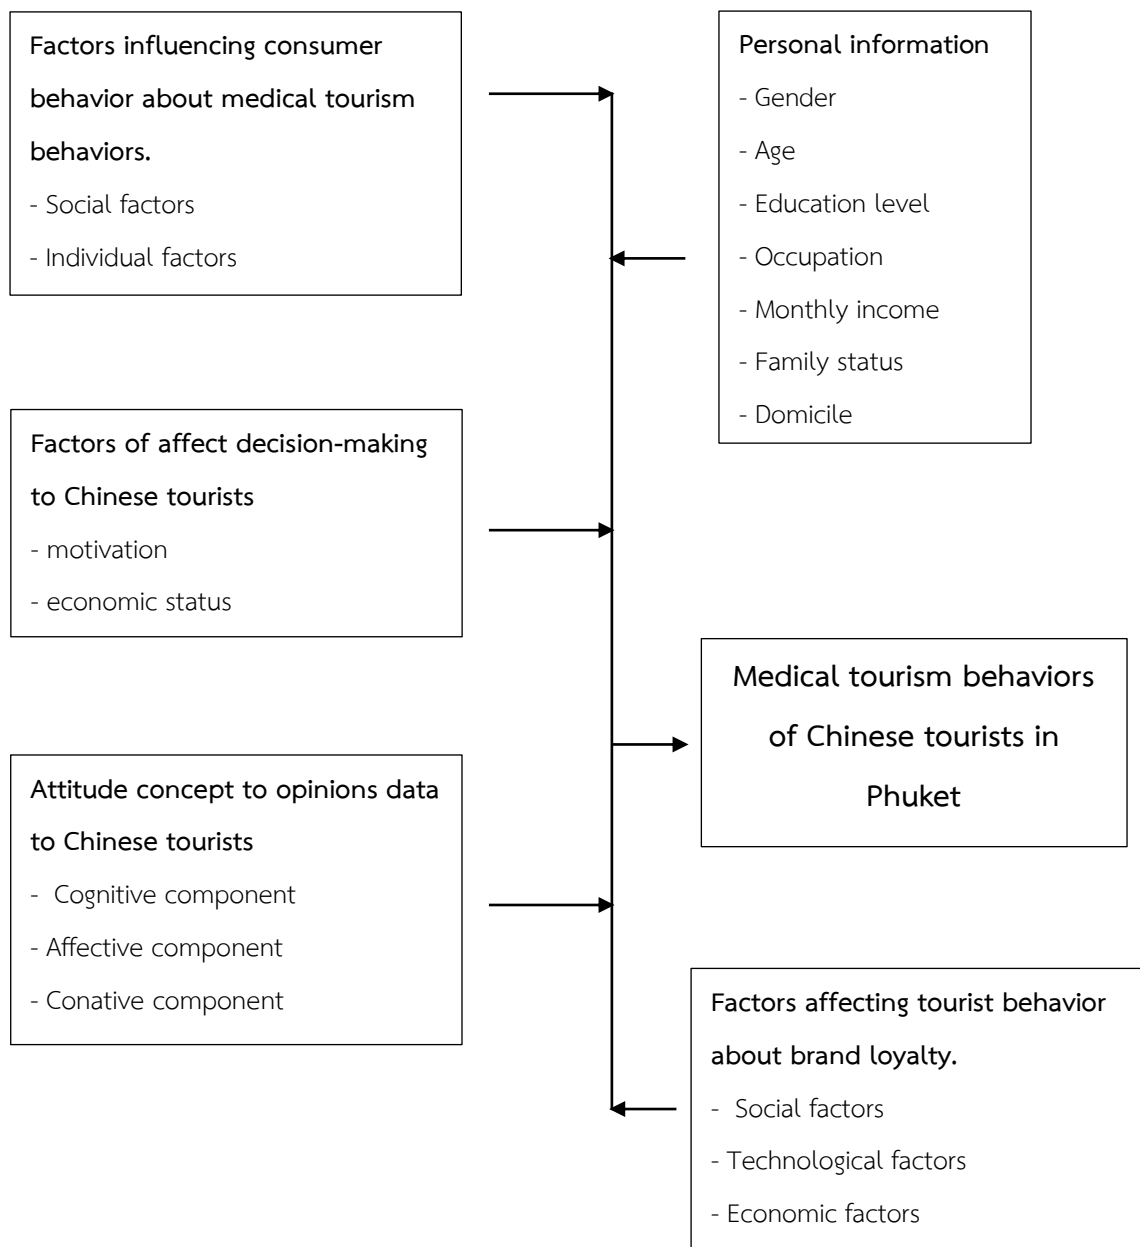 Factors influencing consumer
behavior about medical tourism
behaviors.
- Social factors
- Individual factors
Personal information
- Gender
- Age
- Education level
- Occupation
- Monthly income
- Family status
- Domicile
Factors of affect decision-making
to Chinese tourists
- motivation
- economic status
Medical tourism behaviors
of Chinese tourists in
Phuket
Attitude concept to opinions data
to Chinese tourists
- Cognitive component
- Affective component
- Conative component
Factors affecting tourist behavior
about brand loyalty.
- Social factors
- Technological factors
- Economic factors